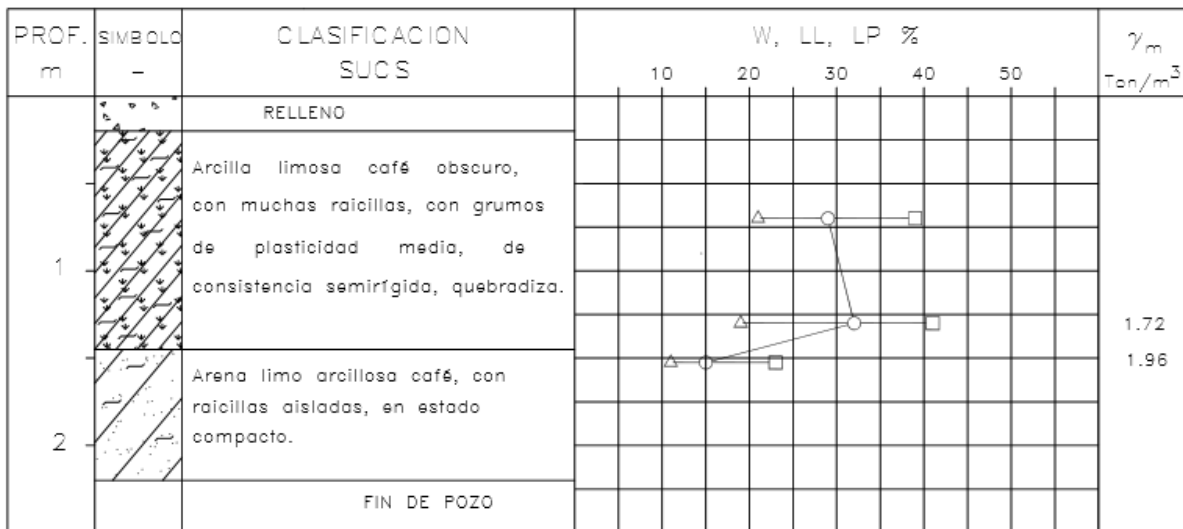 PROF. SIMBOLO CLASIFICACION W, LL, LP % γm
m - SUCS 10 20 30 40 50 Ton/m³
RELLENO
Arcilla limosa café obscuro,
con muchas raicillas, con grumos
de plasticidad media, de
1 consistencia semirígida, quebradiza.
1.72
1.96
Arena limo arcillosa café, con
raicillas aisladas, en estado
2 compacto.
FIN DE POZO